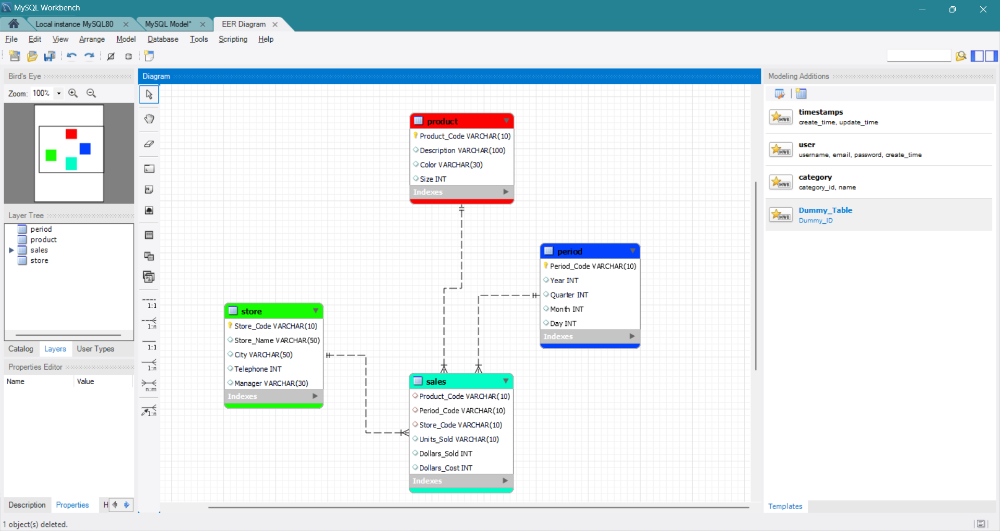 MySQL Workbench
Local instance MySQL80
MySQL Model*
EER Diagram
File Edit View Arrange Model Database Tools Scripting Help
Bird's Eye
Zoom: 100%
Layer Tree
period
product
sales
store
Catalog Layers User Types
Properties Editor
Name Value
Description Properties H
1 object(s) deleted.
Diagram
1:1
1:n
1:1
1:n
n:m
1:n
product
Product_Code VARCHAR(10)
Description VARCHAR(100)
Color VARCHAR(30)
Size INT
Indexes
period
Period_Code VARCHAR(10)
Year INT
Quarter INT
Month INT
Day INT
Indexes
store
Store_Code VARCHAR(10)
Store_Name VARCHAR(50)
City VARCHAR(50)
Telephone INT
Manager VARCHAR(30)
Indexes
sales
Product_Code VARCHAR(10)
Period_Code VARCHAR(10)
Store_Code VARCHAR(10)
Units_Sold VARCHAR(10)
Dollars_Sold INT
Dollars_Cost INT
Indexes
Modeling Additions
MWB
timestamps
create_time, update_time
MWB
user
username, email, password, create_time
MWB
category
category_id, name
MWB
Dummy_Table
Dummy_ID
Templates